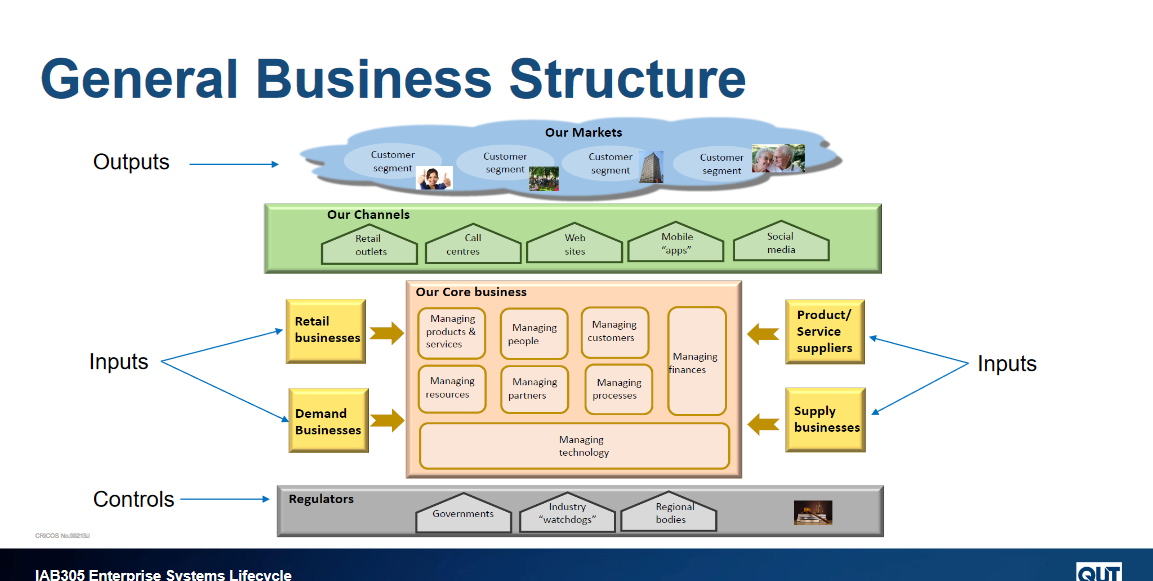 General Business Structure
Our Markets
Outputs
Customer
segment
Customer
segment
Customer
segment
Customer
segment
Our Channels
Retail
outlets
Call
centres
Web
sites
Mobile
“apps”
Social
media
Our Core business
Inputs
Retail
businesses
Demand
Businesses
Managing
products &
services
Managing
people
Managing
customers
Managing
finances
Managing
resources
Managing
partners
Managing
processes
Managing
technology
Product/
Service
suppliers
Supply
businesses
Inputs
Controls
Regulators
Governments
Industry
“watchdogs”
Regional
bodies
CRICOS No.00213J
IAB305 Enterprise Systems Lifecycle
QUT